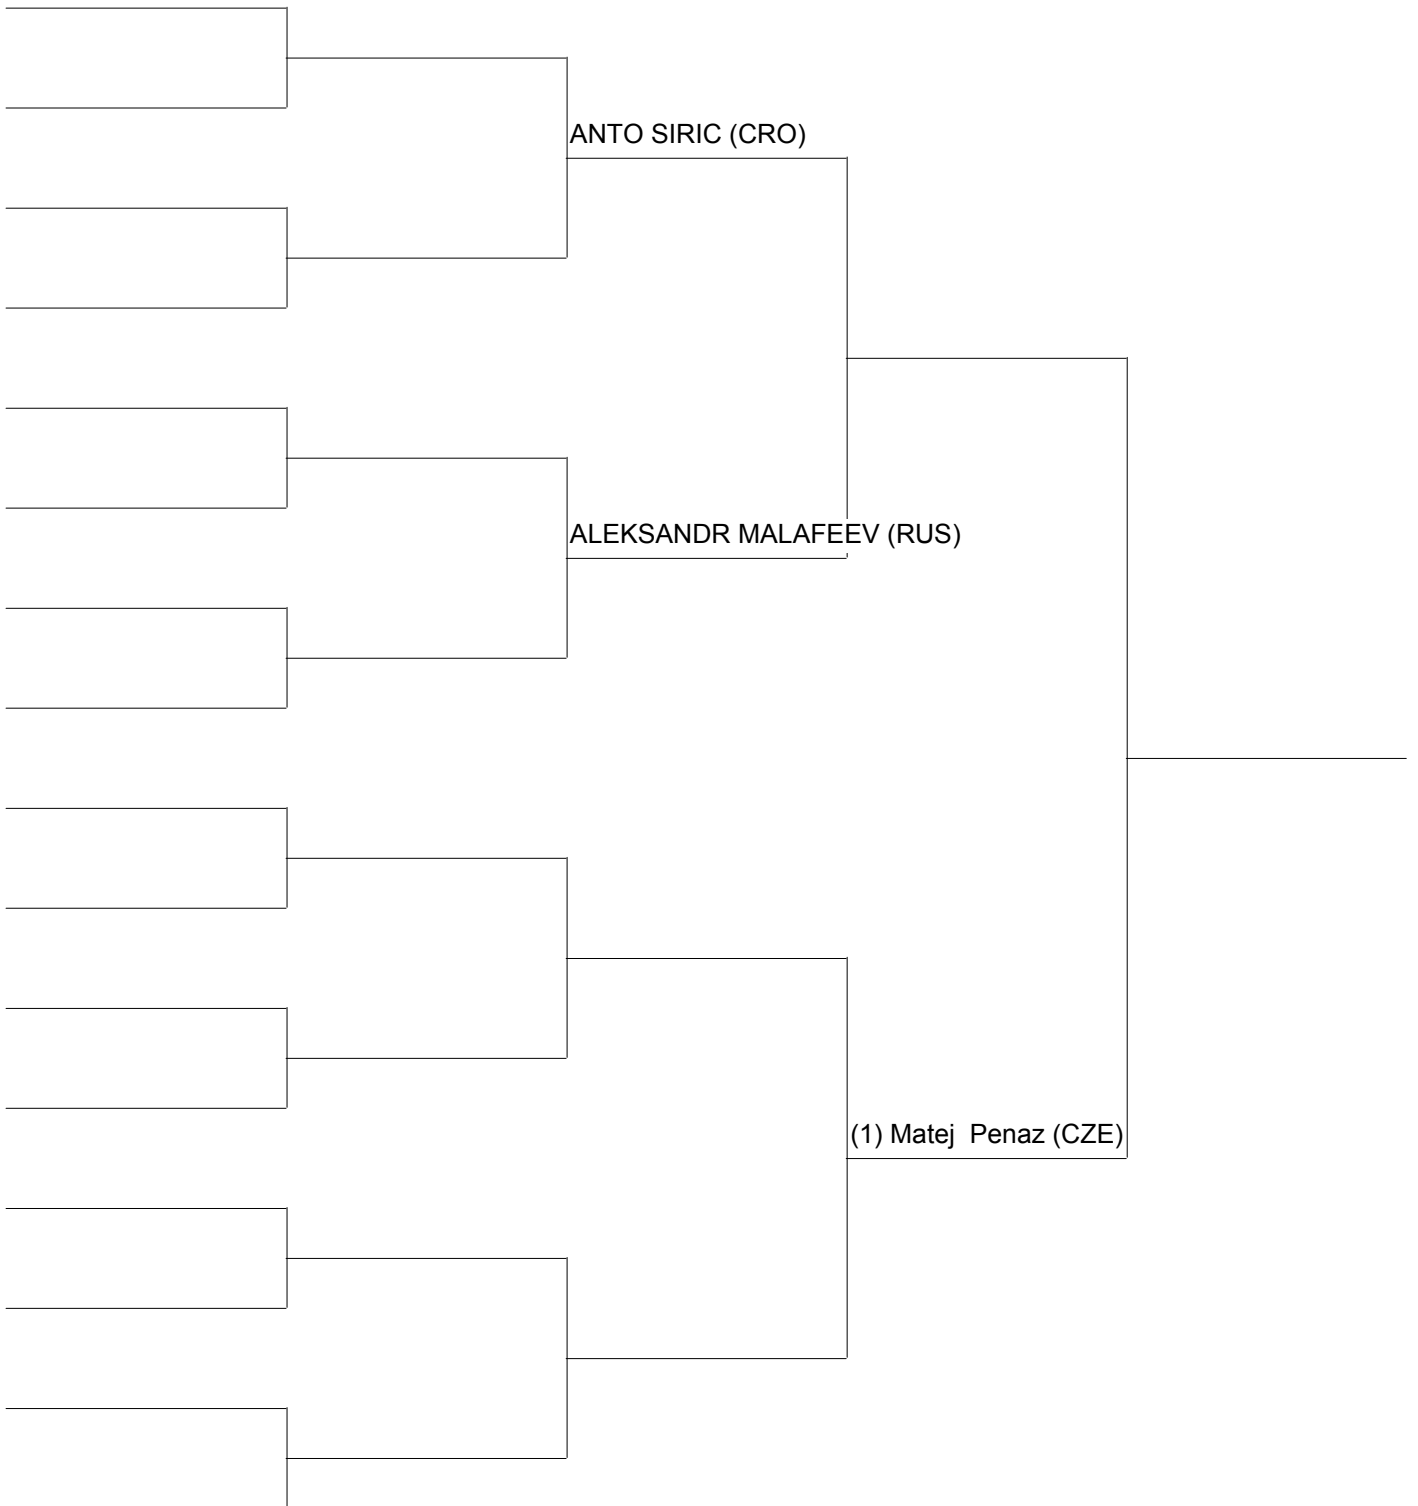 ANTO SIRIC (CRO)
ALEKSANDR MALAFEEV (RUS)
(1) Matej  Penaz (CZE)